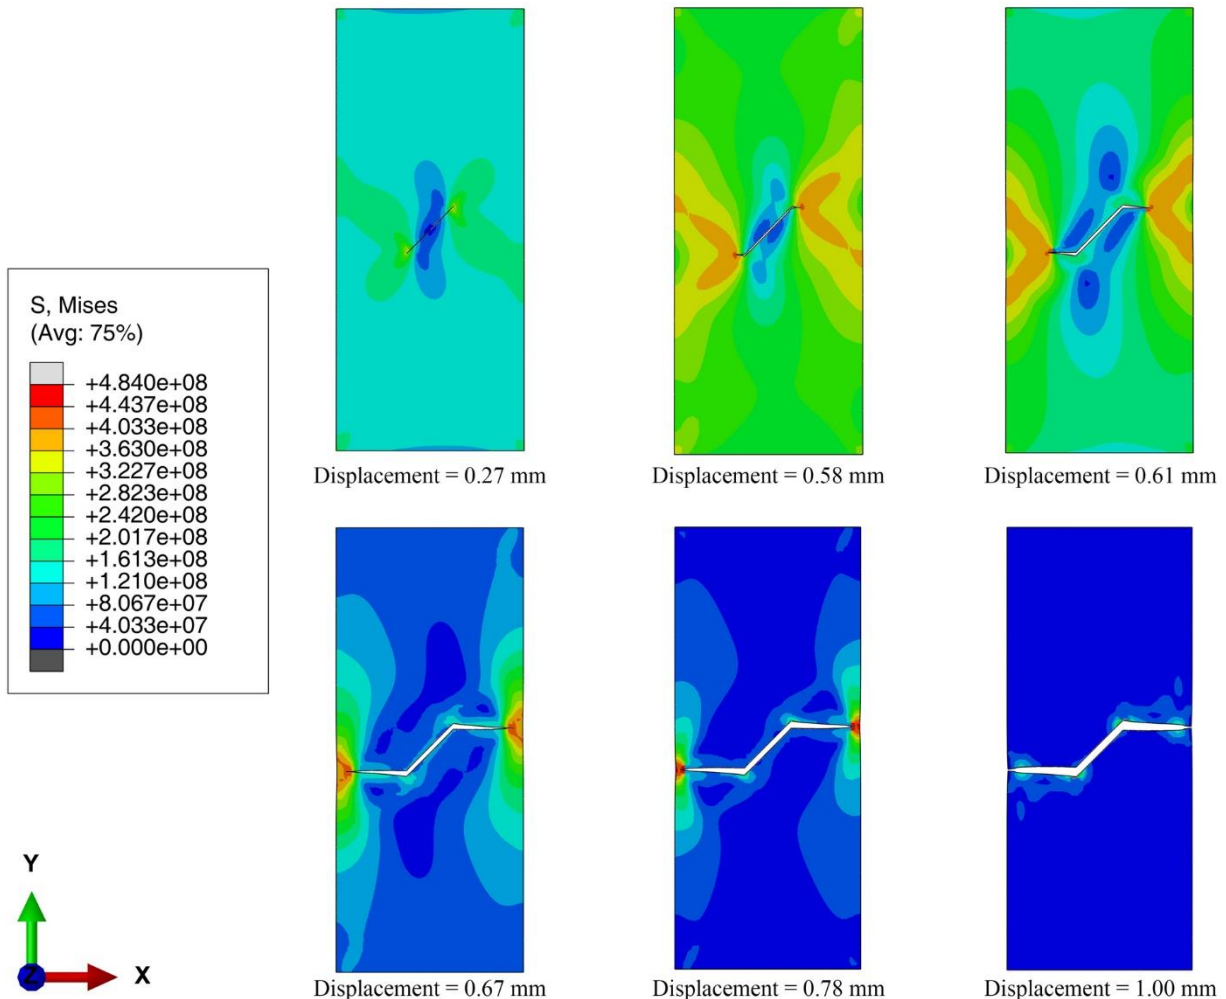 Displacement = 0.27 mm
Displacement = 0.58 mm
Displacement = 0.61 mm
S, Mises
(Avg: 75%)
+4.840e+08
+4.437e+08
+4.033e+08
+3.630e+08
+3.227e+08
+2.823e+08
+2.420e+08
+2.017e+08
+1.613e+08
+1.210e+08
+8.067e+07
+4.033e+07
+0.000e+00
Y
Z
X
Displacement = 0.67 mm
Displacement = 0.78 mm
Displacement = 1.00 mm